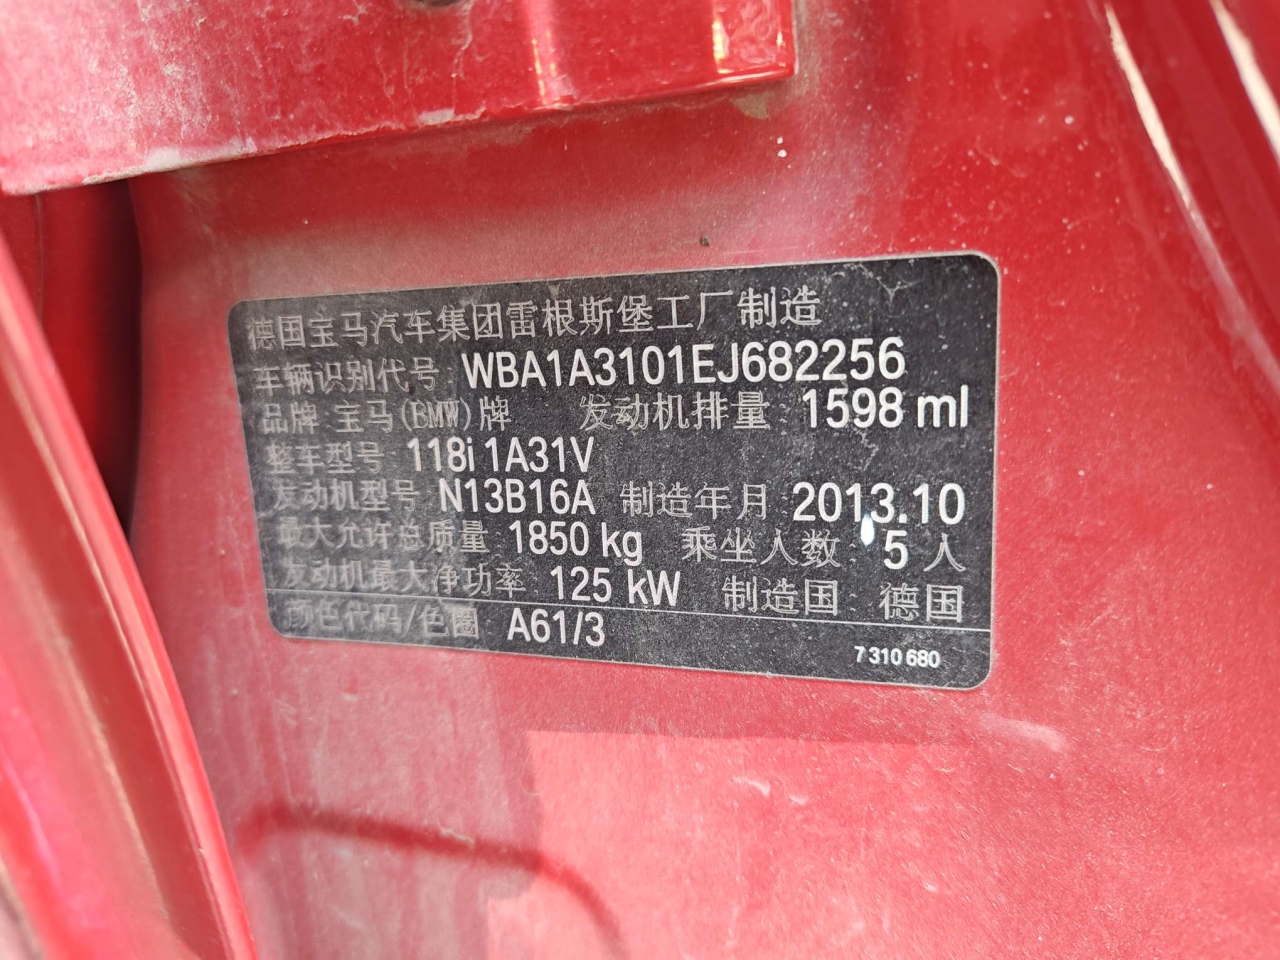 德国宝马汽车集团雷根斯堡工厂制造
车辆识别代号 WBA1A3101EJ682256
品牌 宝马(BMW)牌 发动机排量 1598 ml
整车型号 118i 1A31V
发动机型号 N13B16A 制造年月 2013.10
最大允许总质量 1850 kg 乘坐人数 5 人
发动机最大净功率 125 kW 制造国 德国
颜色代码/色圈 A61/3
7 310 680